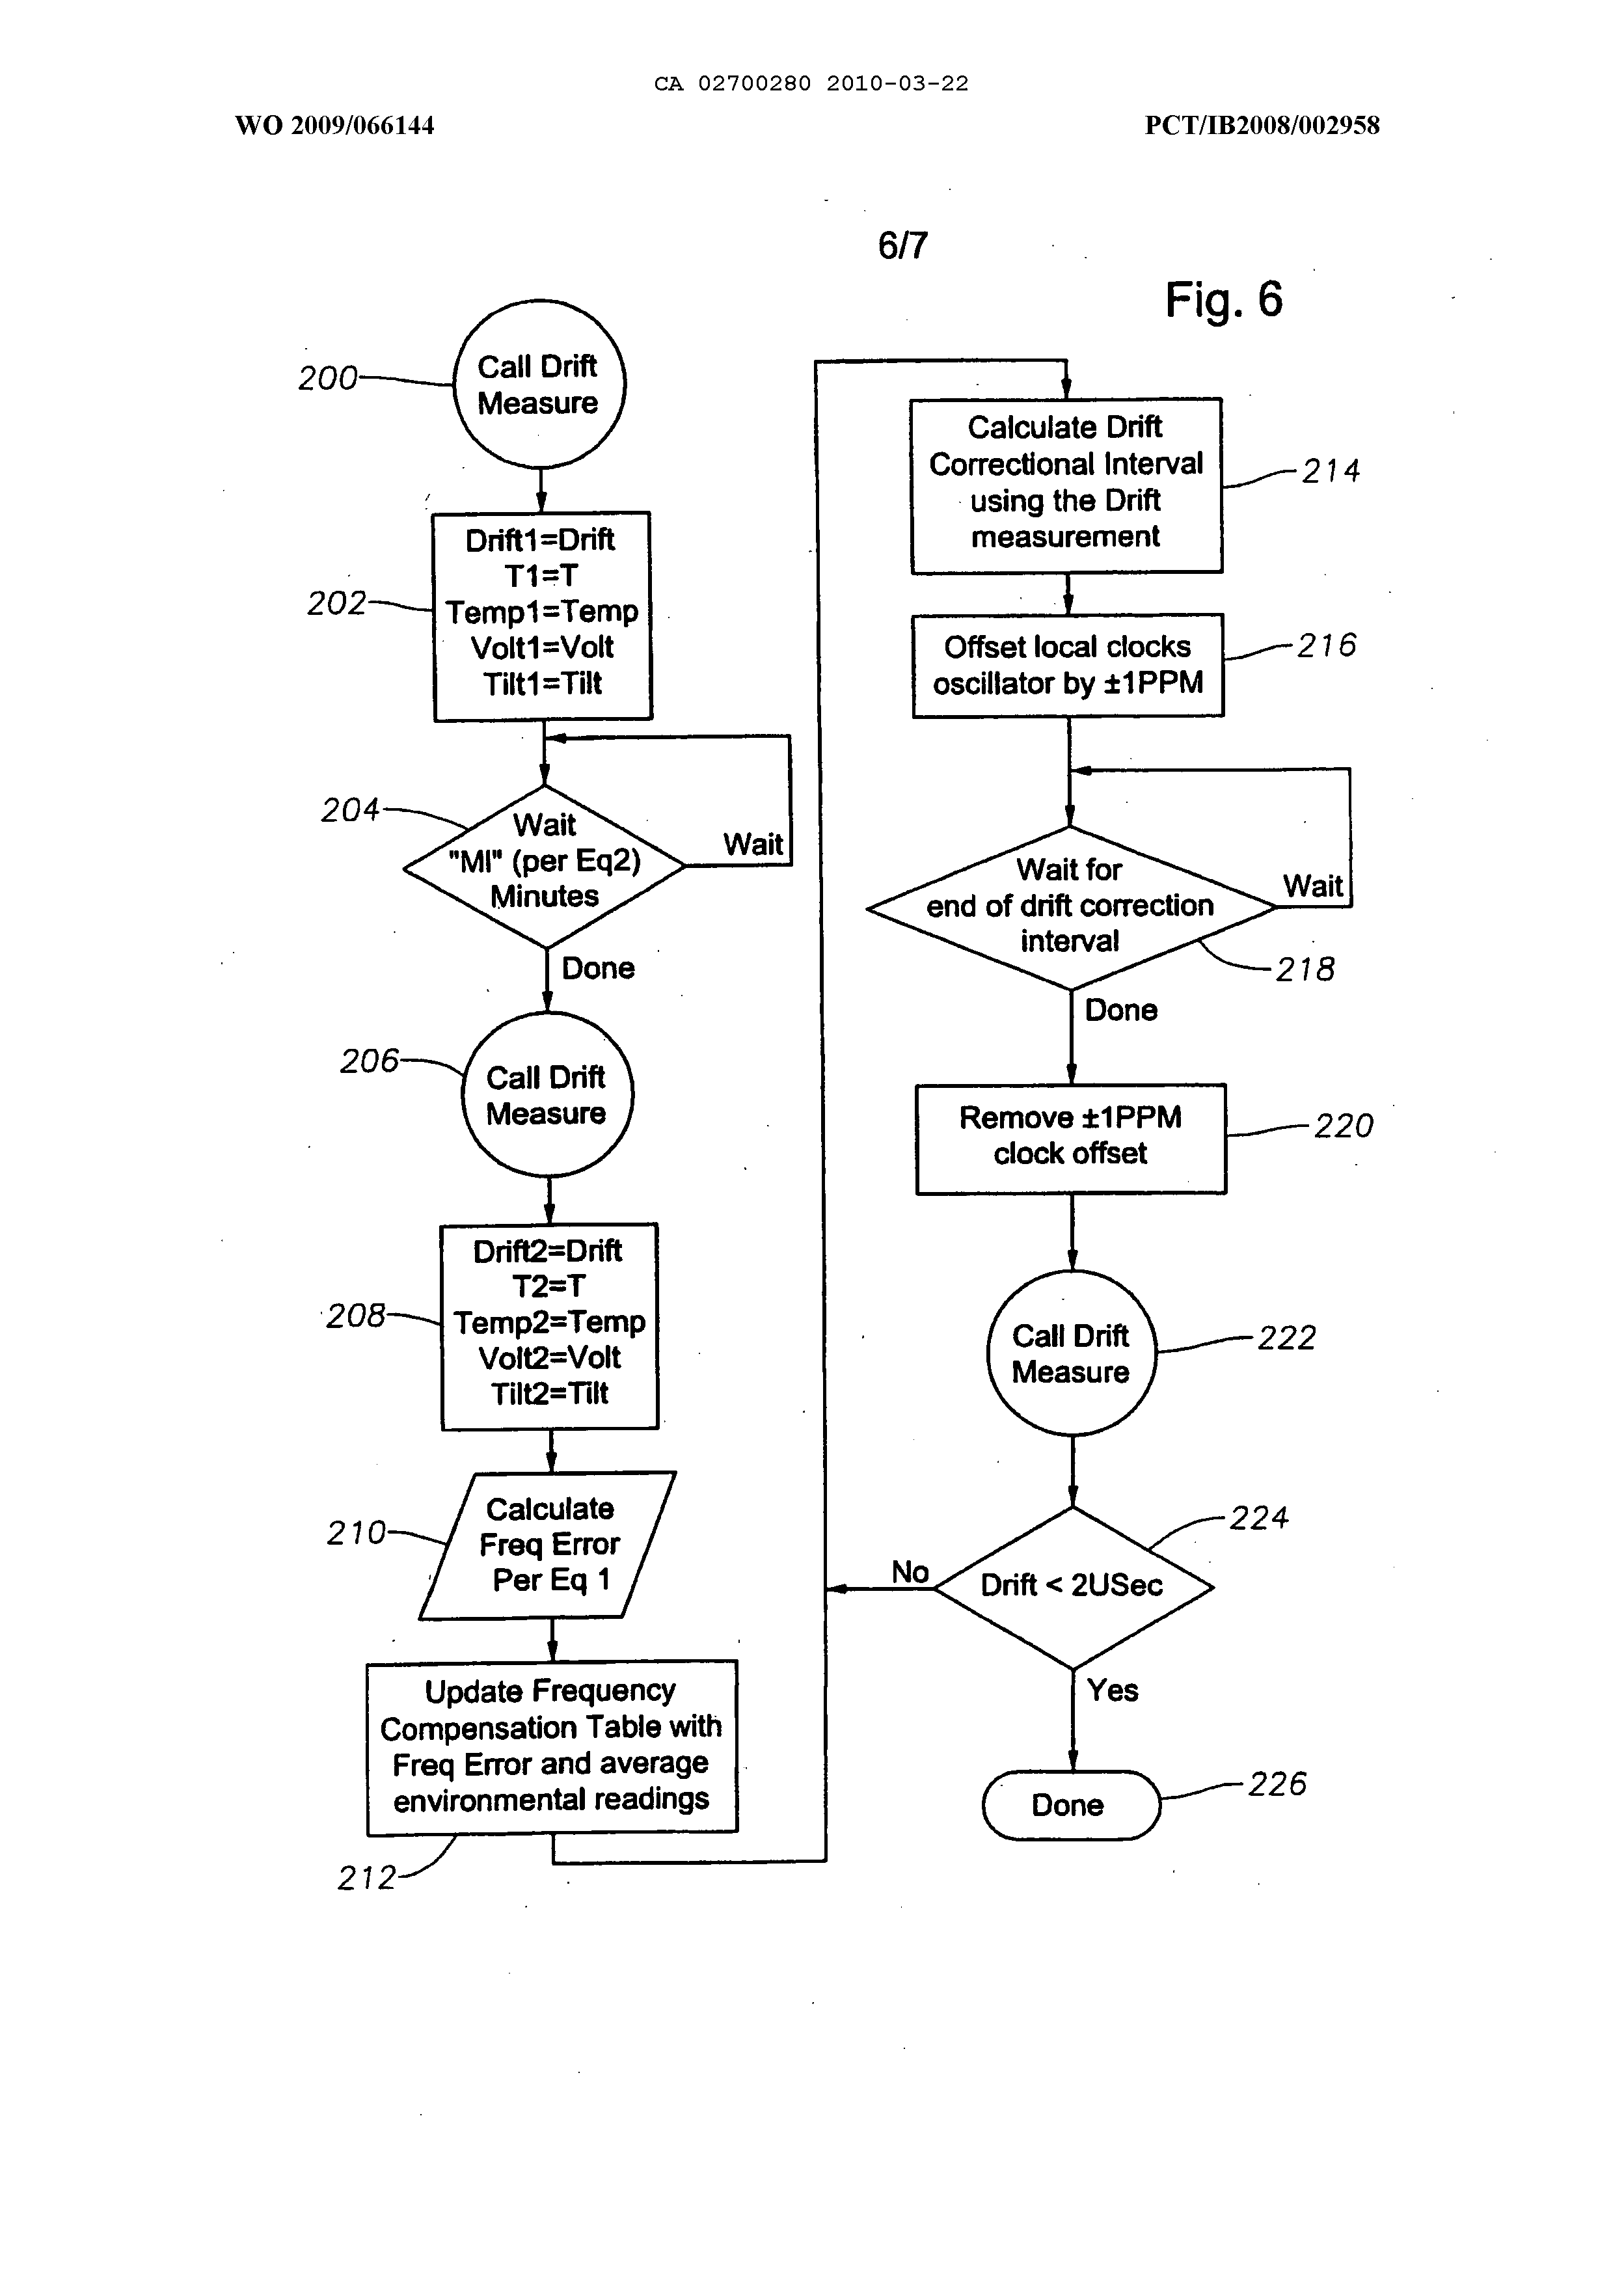 CA 02700280 2010-03-22
WO 2009/066144
PCT/IB2008/002958
6/7
Fig. 6
200
Call Drift
Measure
202
Drift1=Drift
T1=T
Temp1=Temp
Volt1=Volt
Tilt1=Tilt
204
Wait
"MI" (per Eq2)
Minutes
Wait
Done
206
Call Drift
Measure
208
Drift2=Drift
T2=T
Temp2=Temp
Volt2=Volt
Tilt2=Tilt
210
Calculate
Freq Error
Per Eq 1
Update Frequency
Compensation Table with
Freq Error and average
environmental readings
212
Calculate Drift
Correctional Interval
using the Drift
measurement
214
Offset local clocks
oscillator by ±1PPM
216
Wait for
end of drift correction
interval
Wait
218
Done
Remove ±1PPM
clock offset
220
Call Drift
Measure
222
224
Drift < 2USec
No
Yes
Done
226